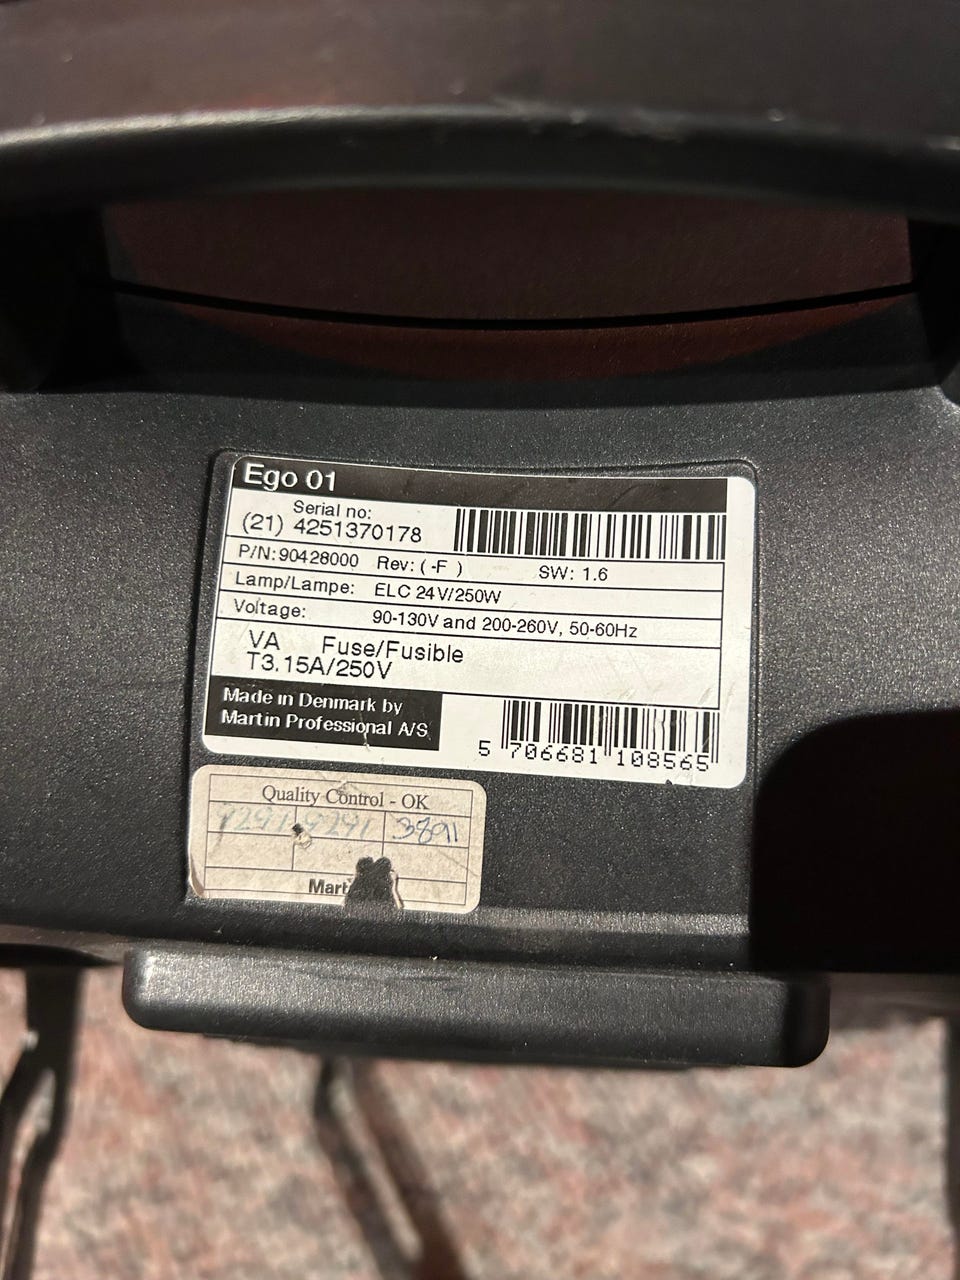 Ego 01
Serial no:
(21) 4251370178
P/N:90428000 Rev: ( -F ) SW: 1.6
Lamp/Lampe: ELC 24V/250W
Voltage: 90-130V and 200-260V, 50-60Hz
VA Fuse/Fusible
T3.15A/250V
Made in Denmark by
Martin Professional A/S
5 706681 108565
Quality Control - OK
Mart